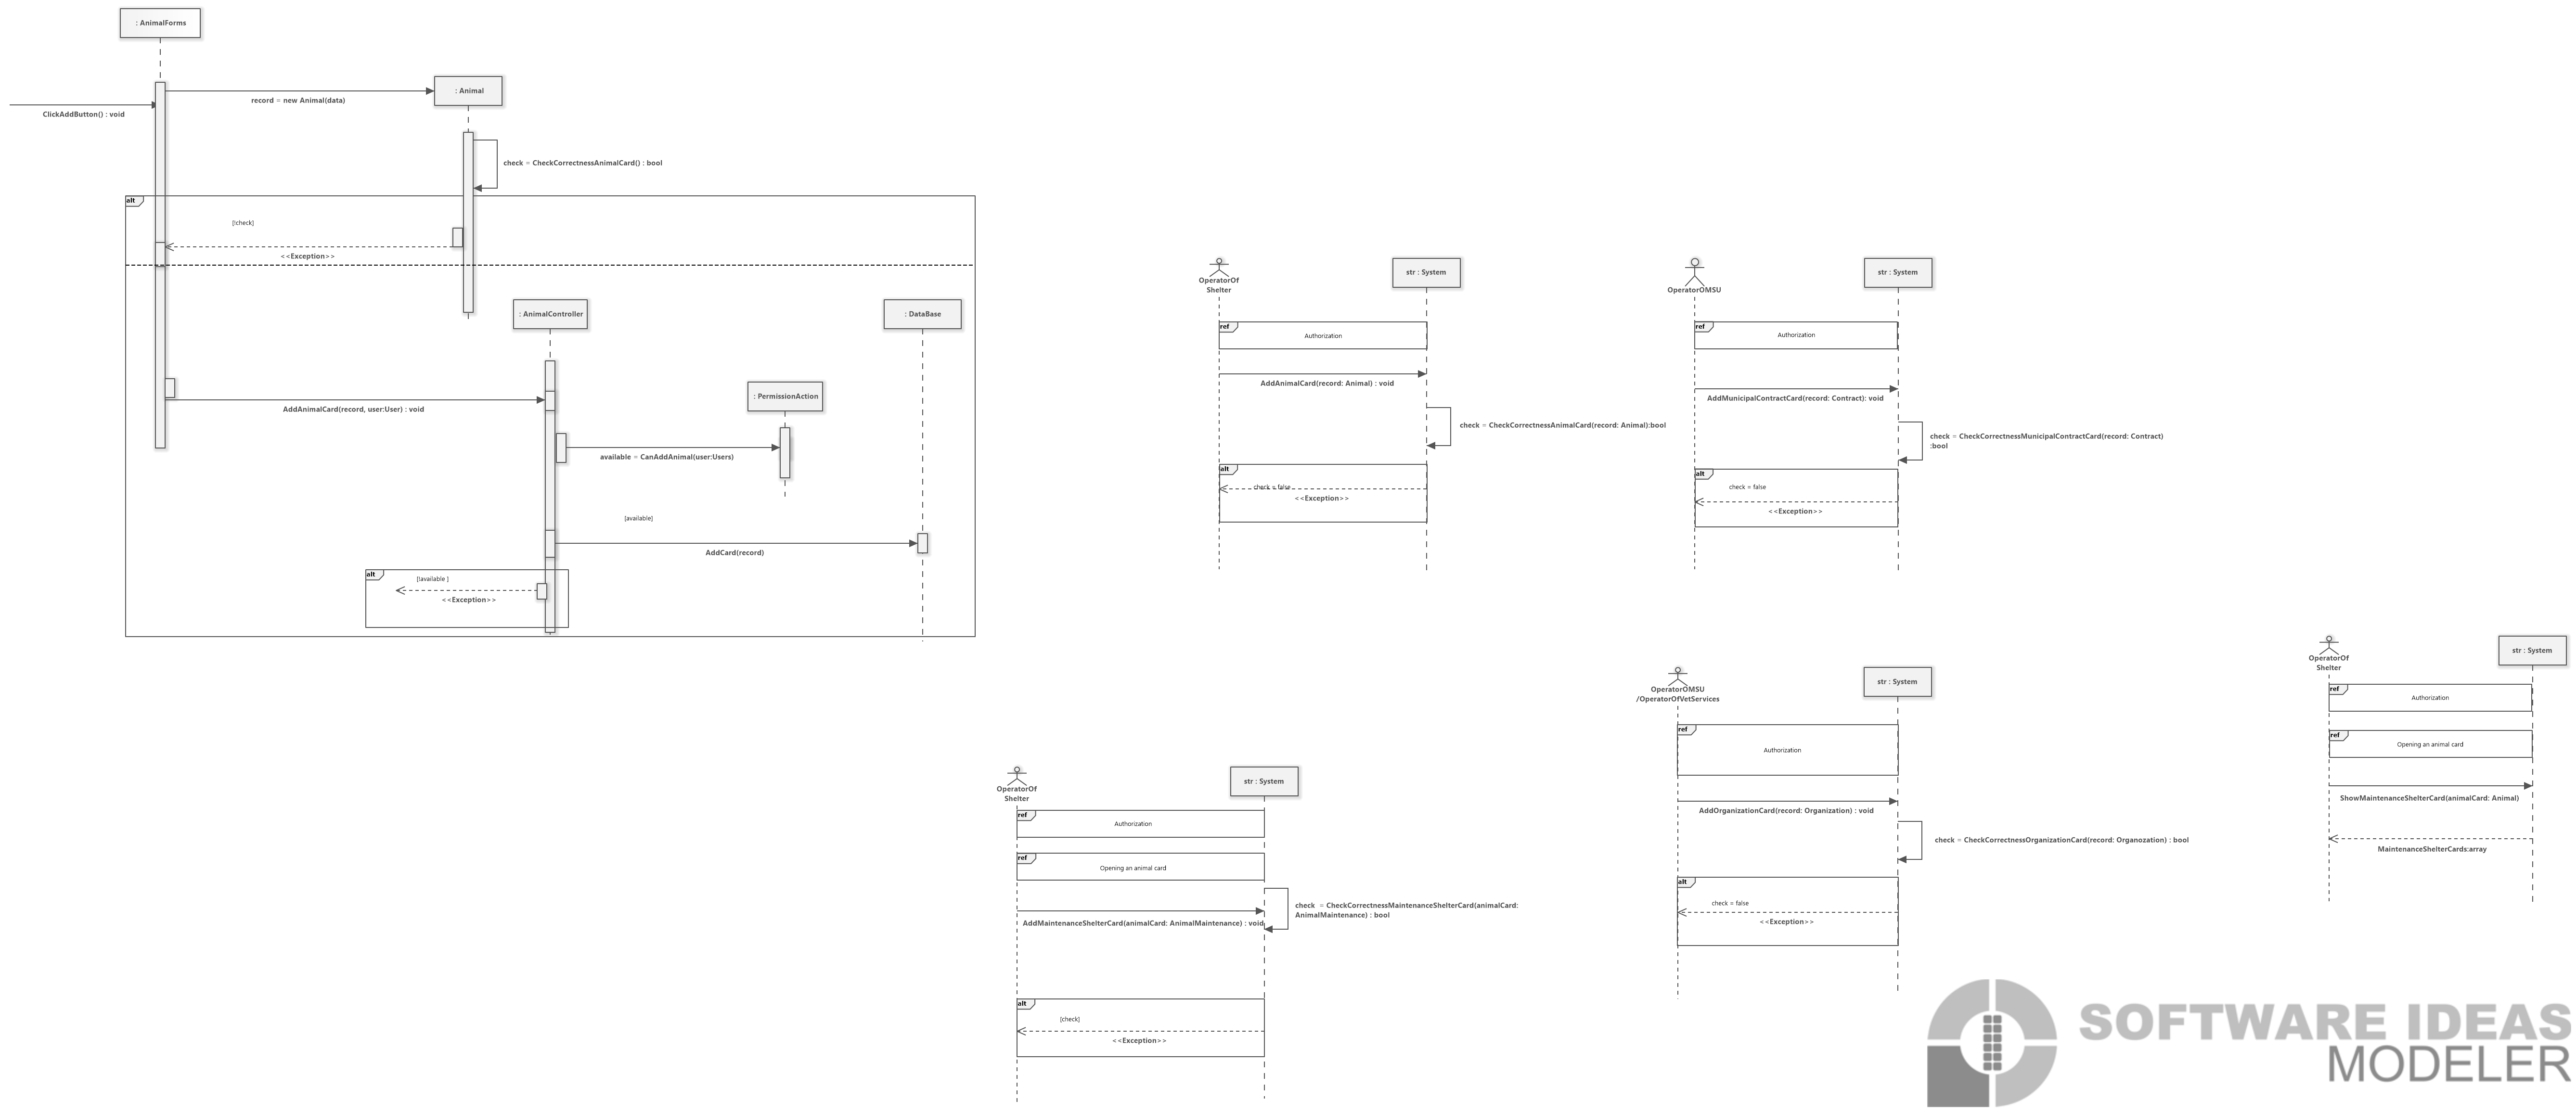 : AnimalForms
: Animal
record = new Animal(data)
ClickAddButton() : void
check = CheckCorrectnessAnimalCard() : bool
alt
[!check]
<<Exception>>
: AnimalController
: DataBase
AddAnimalCard(record, user:User) : void
: PermissionAction
available = CanAddAnimal(user:Users)
[available]
AddCard(record)
alt
[!available ]
<<Exception>>
OperatorOf
Shelter
str : System
ref
Authorization
AddAnimalCard(record: Animal) : void
check = CheckCorrectnessAnimalCard(record: Animal):bool
alt
check = false
<<Exception>>
OperatorOMSU
str : System
ref
Authorization
AddMunicipalContractCard(record: Contract): void
check = CheckCorrectnessMunicipalContractCard(record: Contract)
:bool
alt
check = false
<<Exception>>
OperatorOf
Shelter
str : System
ref
Authorization
ref
Opening an animal card
check  = CheckCorrectnessMaintenanceShelterCard(animalCard:
AnimalMaintenance) : bool
AddMaintenanceShelterCard(animalCard: AnimalMaintenance) : void
alt
[check]
<<Exception>>
OperatorOMSU
/OperatorOfVetServices
str : System
ref
Authorization
AddOrganizationCard(record: Organization) : void
check = CheckCorrectnessOrganizationCard(record: Organozation) : bool
alt
check = false
<<Exception>>
OperatorOf
Shelter
str : System
ref
Authorization
ref
Opening an animal card
ShowMaintenanceShelterCard(animalCard: Animal)
MaintenanceShelterCards:array
SOFTWARE IDEAS
MODELER